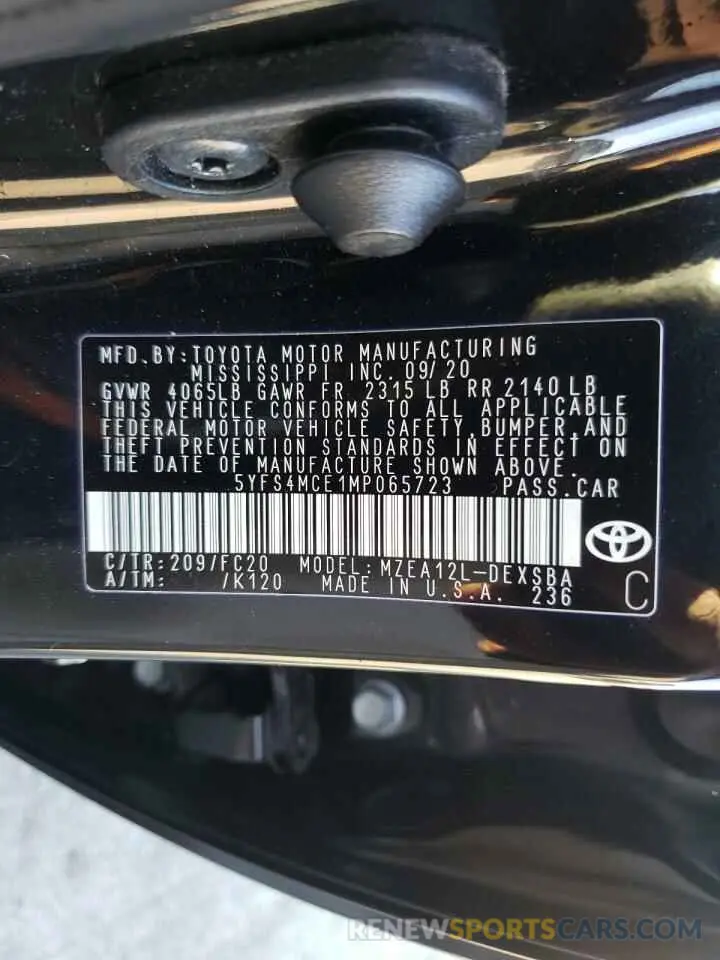 MFD. BY: TOYOTA MOTOR MANUFACTURING
MISSISSIPPI INC. 09/20
GVWR 4065LB GAWR FR 2315 LB RR 2140 LB
THIS VEHICLE CONFORMS TO ALL APPLICABLE
FEDERAL MOTOR VEHICLE SAFETY, BUMPER, AND
THEFT PREVENTION STANDARDS IN EFFECT ON
THE DATE OF MANUFACTURE SHOWN ABOVE.
5YFS4MCE1MP065723 PASS. CAR
C/TR: 209/FC20 MODEL: MZEA12L-DEXSBA
A/TM: /K120 MADE IN U.S.A. 236 C
RENEWSPORTSCARS.COM